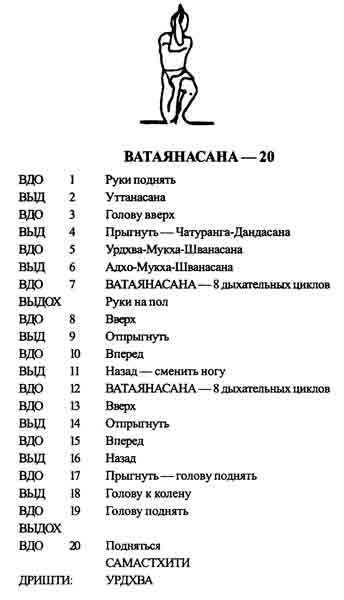 ВАТАЯНАСАНА — 20
ВДО 1 Руки поднять
ВЫД 2 Уттанасана
ВДО 3 Голову вверх
ВЫД 4 Прыгнуть — Чатуранга-Дандасана
ВДО 5 Урдхва-Мукха-Шванасана
ВЫД 6 Адхо-Мукха-Шванасана
ВДО 7 ВАТАЯНАСАНА — 8 дыхательных циклов
ВЫДОХ Руки на пол
ВДО 8 Вверх
ВЫД 9 Отпрыгнуть
ВДО 10 Вперед
ВЫД 11 Назад — сменить ногу
ВДО 12 ВАТАЯНАСАНА — 8 дыхательных циклов
ВДО 13 Вверх
ВЫД 14 Отпрыгнуть
ВДО 15 Вперед
ВЫД 16 Назад
ВДО 17 Прыгнуть — голову поднять
ВЫД 18 Голову к колену
ВДО 19 Голову поднять
ВЫДОХ
ВДО 20 Подняться
САМАСТХИТИ
ДРИШТИ: УРДХВА